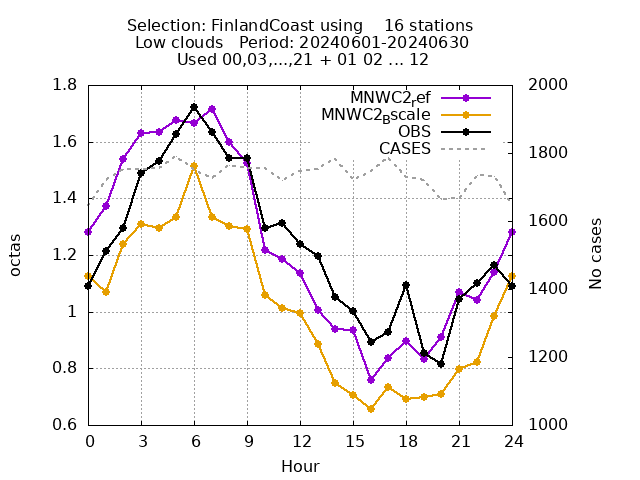 Selection: FinlandCoast using    16 stations
Low clouds   Period: 20240601-20240630
Used 00,03,...,21 + 01 02 ... 12
1.8
1.6
1.4
1.2
1
0.8
0.6
octas
2000
1800
1600
1400
1200
1000
No cases
MNWC2_ref
MNWC2_Bscale
OBS
CASES
0 3 6 9 12 15 18 21 24
Hour